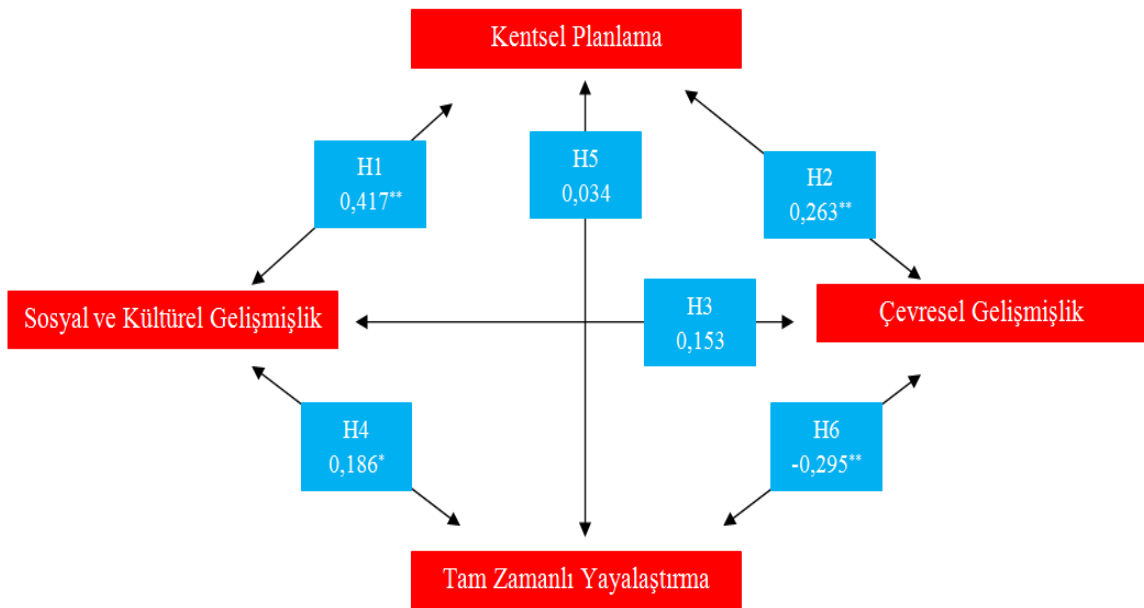 Kentsel Planlama
H1
0,417**
H5
0,034
H2
0,263**
Sosyal ve Kültürel Gelişmişlik
H3
0,153
Çevresel Gelişmişlik
H4
0,186*
H6
-0,295**
Tam Zamanlı Yayalaştırma